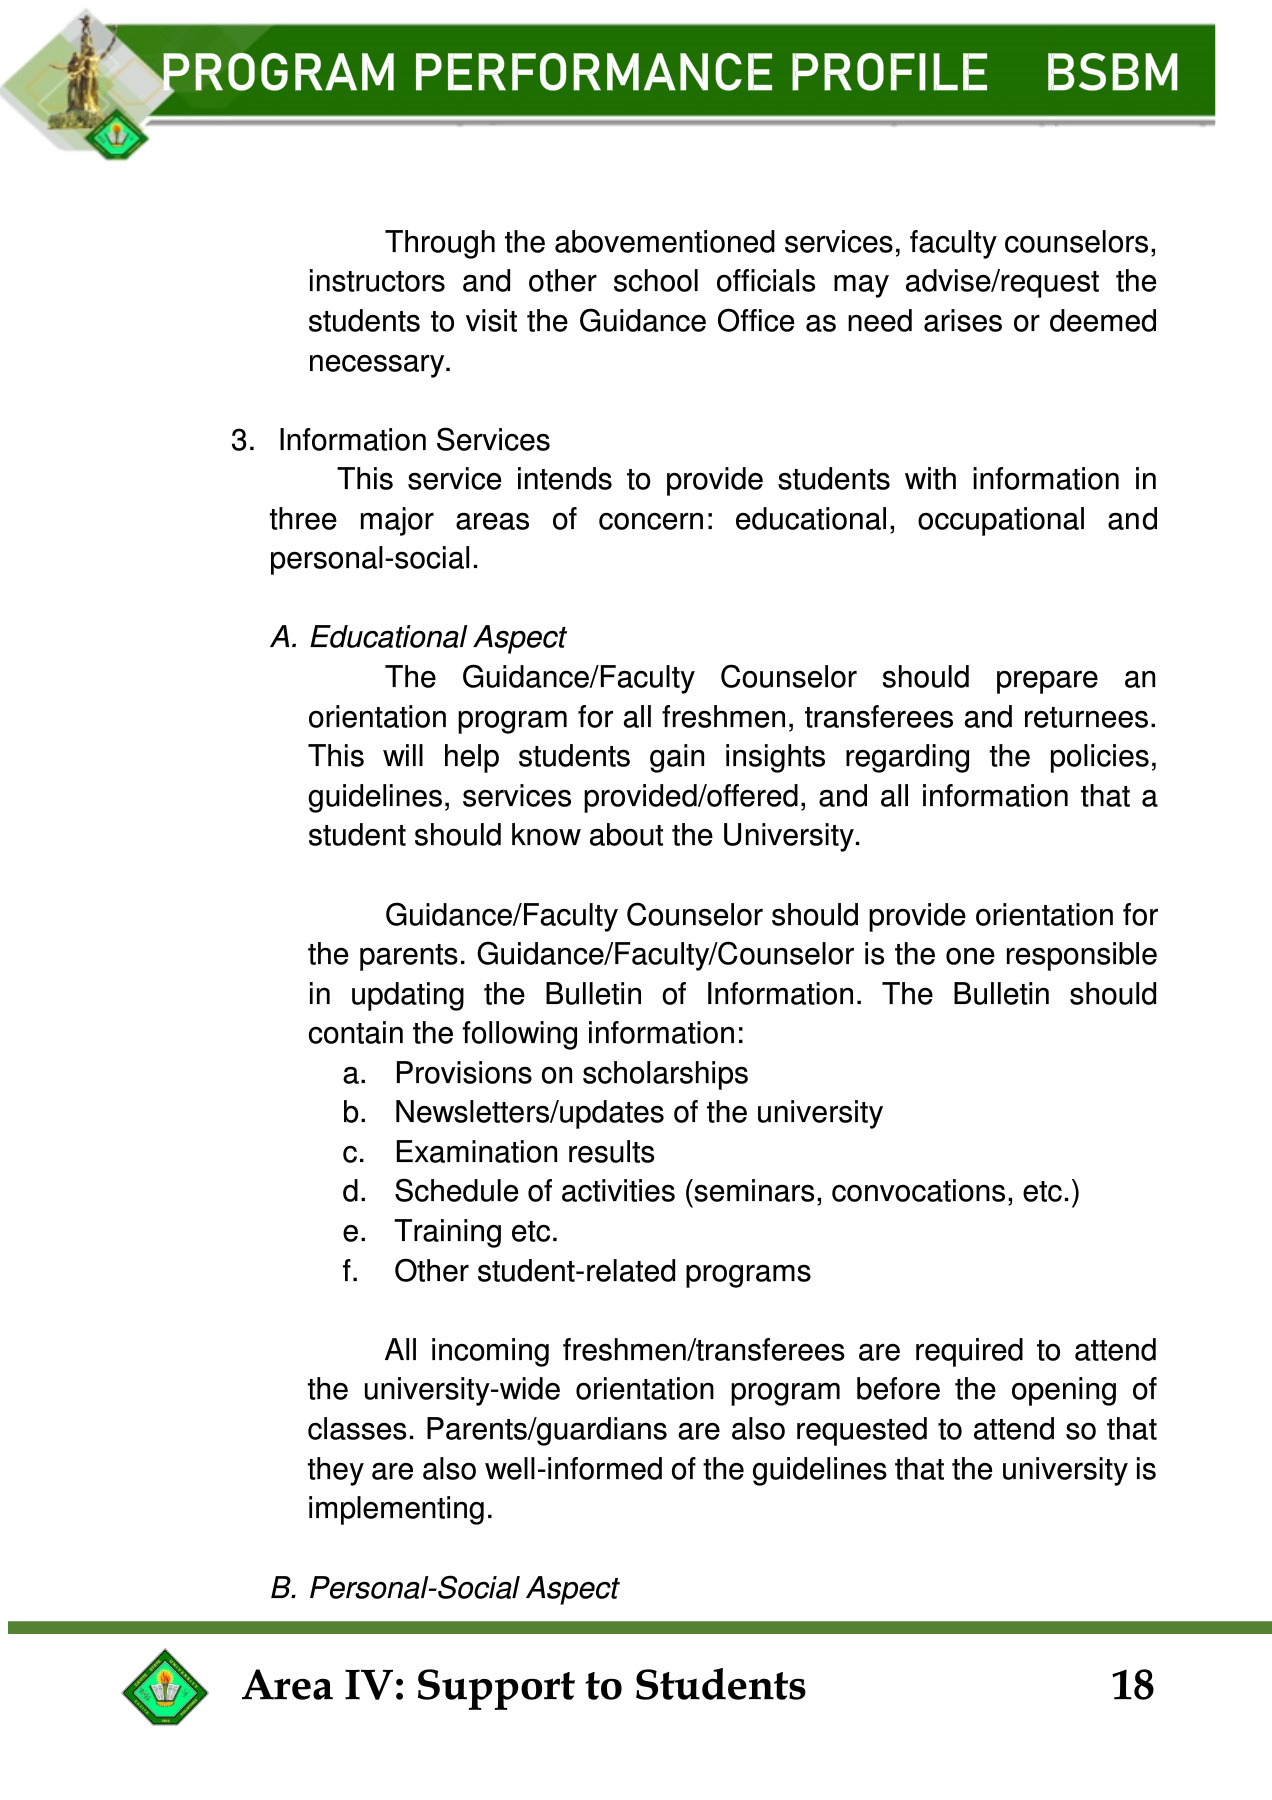 PROGRAM PERFORMANCE PROFILE BSBM
Through the abovementioned services, faculty counselors,
instructors and other school officials may advise/request the
students to visit the Guidance Office as need arises or deemed
necessary.
3. Information Services
This service intends to provide students with information in
three major areas of concern: educational, occupational and
personal-social.
A. Educational Aspect
The Guidance/Faculty Counselor should prepare an
orientation program for all freshmen, transferees and returnees.
This will help students gain insights regarding the policies,
guidelines, services provided/offered, and all information that a
student should know about the University.
Guidance/Faculty Counselor should provide orientation for
the parents. Guidance/Faculty/Counselor is the one responsible
in updating the Bulletin of Information. The Bulletin should
contain the following information:
a. Provisions on scholarships
b. Newsletters/updates of the university
c. Examination results
d. Schedule of activities (seminars, convocations, etc.)
e. Training etc.
f. Other student-related programs
All incoming freshmen/transferees are required to attend
the university-wide orientation program before the opening of
classes. Parents/guardians are also requested to attend so that
they are also well-informed of the guidelines that the university is
implementing.
B. Personal-Social Aspect
Area IV: Support to Students 18